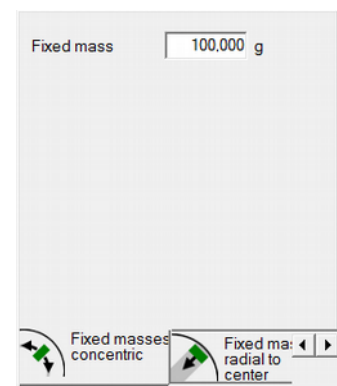 Fixed mass 100,000 g
Fixed masses
concentric
Fixed ma
radial to
center